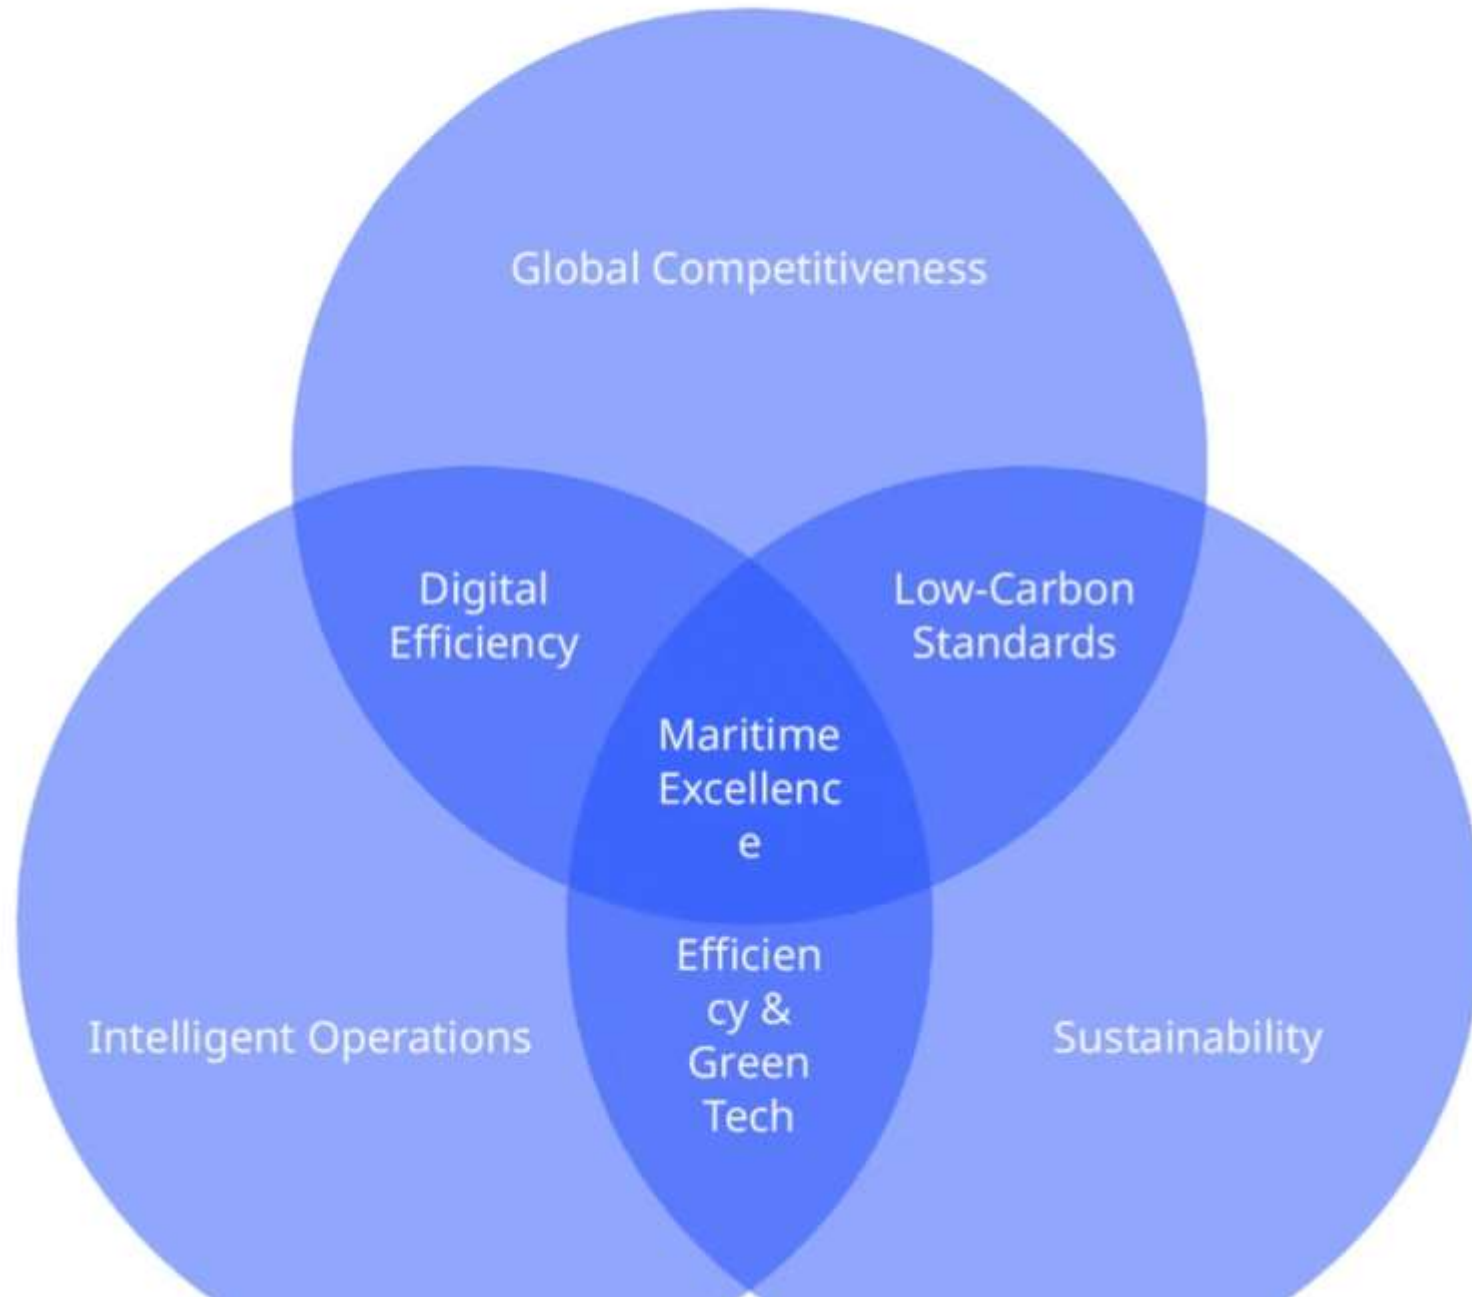 Global Competitiveness
Digital
Efficiency
Low-Carbon
Standards
Maritime
Excellenc
e
Efficien
cy &
Green
Tech
Intelligent Operations
Sustainability